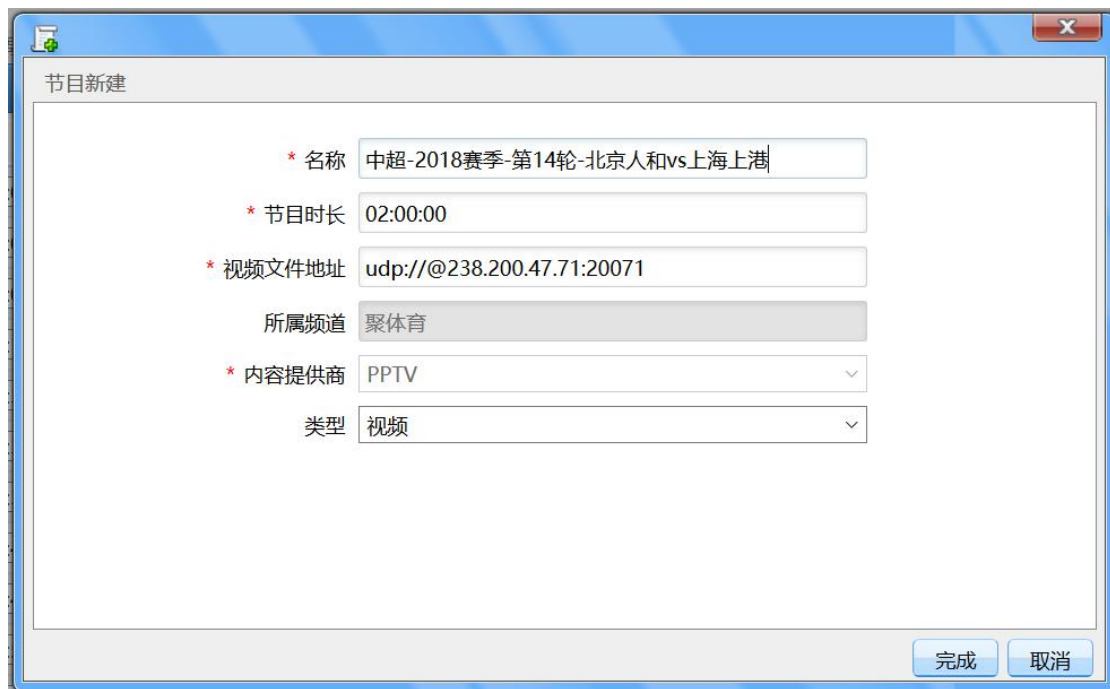 节目新建
* 名称 中超-2018赛季-第14轮-北京人和vs上海上港
* 节目时长 02:00:00
* 视频文件地址 udp://@238.200.47.71:20071
所属频道 聚体育
* 内容提供商 PPTV
类型 视频
完成 取消